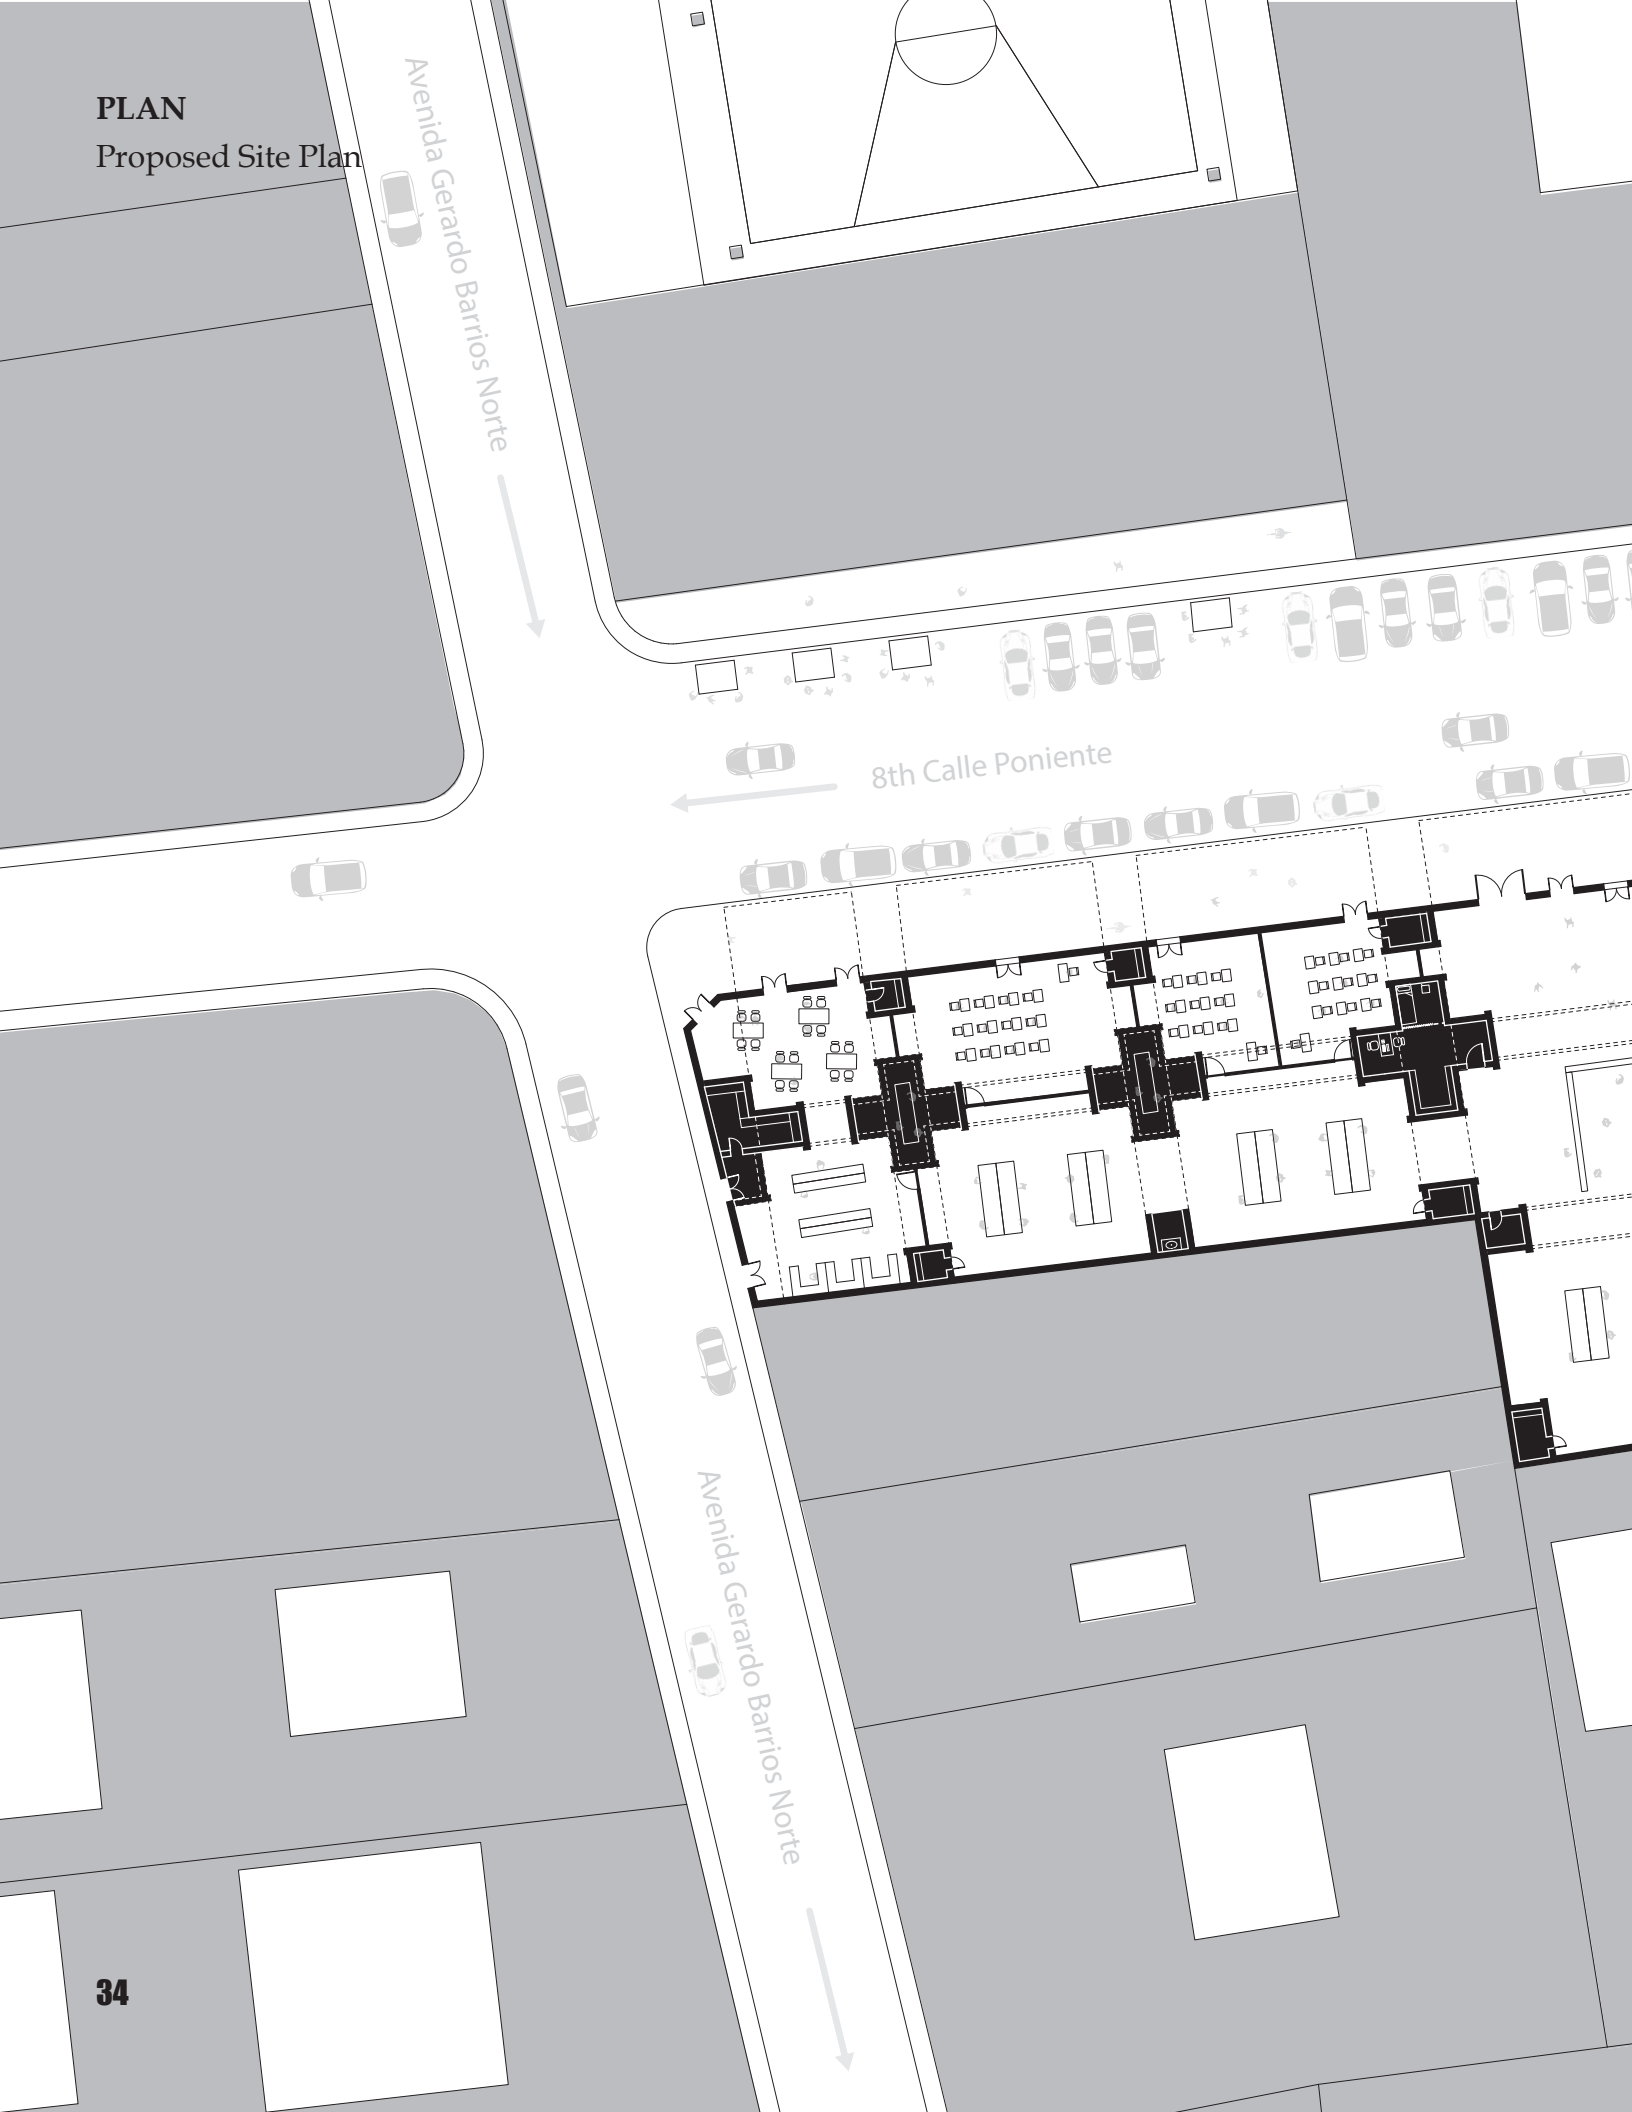 PLAN
Proposed Site Plan
Avenida Gerardo Barrios Norte
8th Calle Poniente
Avenida Gerardo Barrios Norte
34